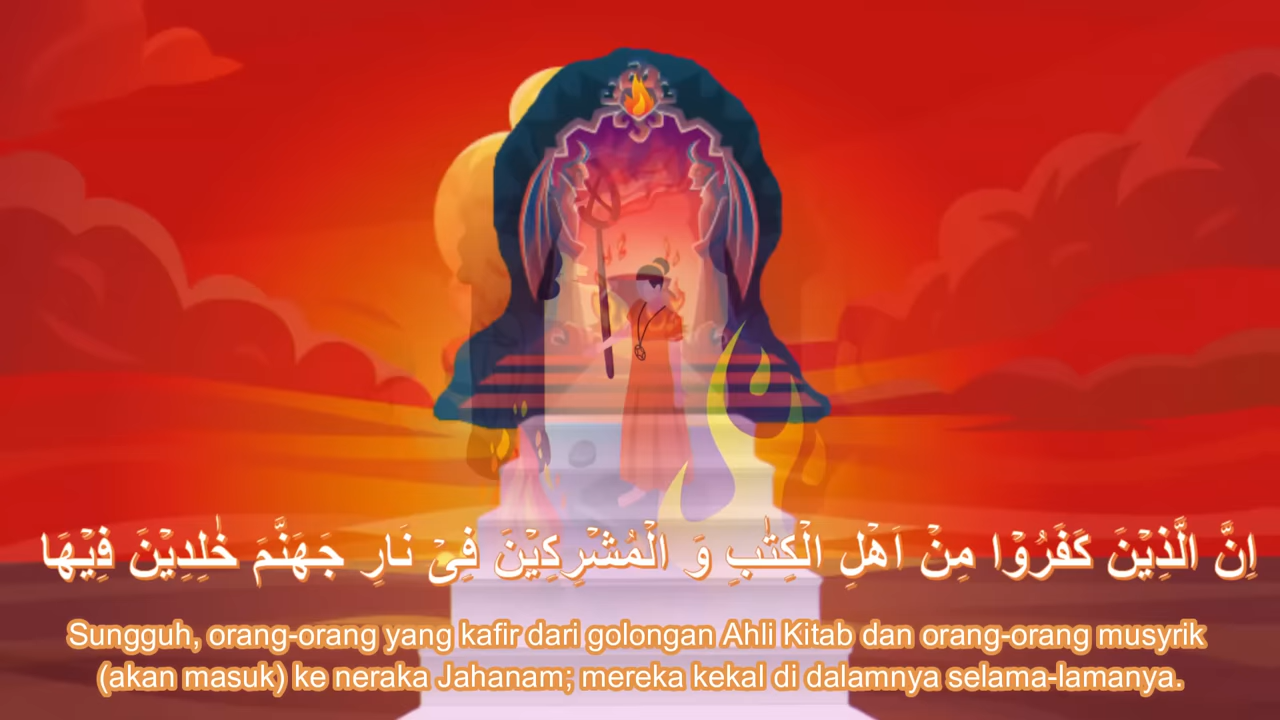 اِنَّ الَّذِيْنَ كَفَرُوْا مِنْ اَهْلِ الْكِتٰبِ وَ الْمُشْرِكِيْنَ فِيْ نَارِ جَهَنَّمَ خٰلِدِيْنَ فِيْهَا
Sungguh, orang-orang yang kafir dari golongan Ahli Kitab dan orang-orang musyrik
(akan masuk) ke neraka Jahanam; mereka kekal di dalamnya selama-lamanya.